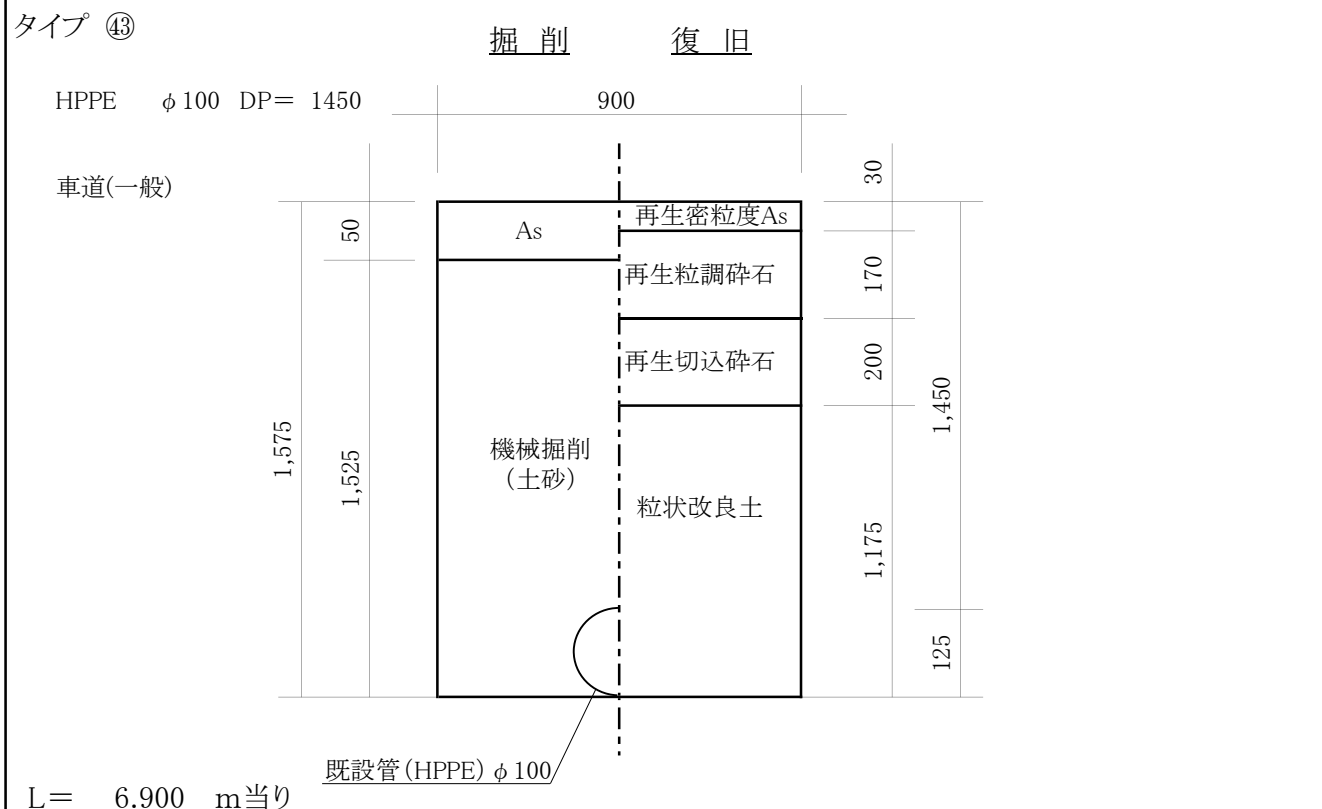 タイプ ㊸
掘 削 復 旧
HPPE φ100 DP＝ 1450
900
車道(一般)
30
50
As
再生密粒度As
再生粒調砕石
170
再生切込砕石
200
1,450
1,575
1,525
機械掘削
（土砂）
粒状改良土
1,175
125
既設管(HPPE)φ100
L＝ 6.900 m当り